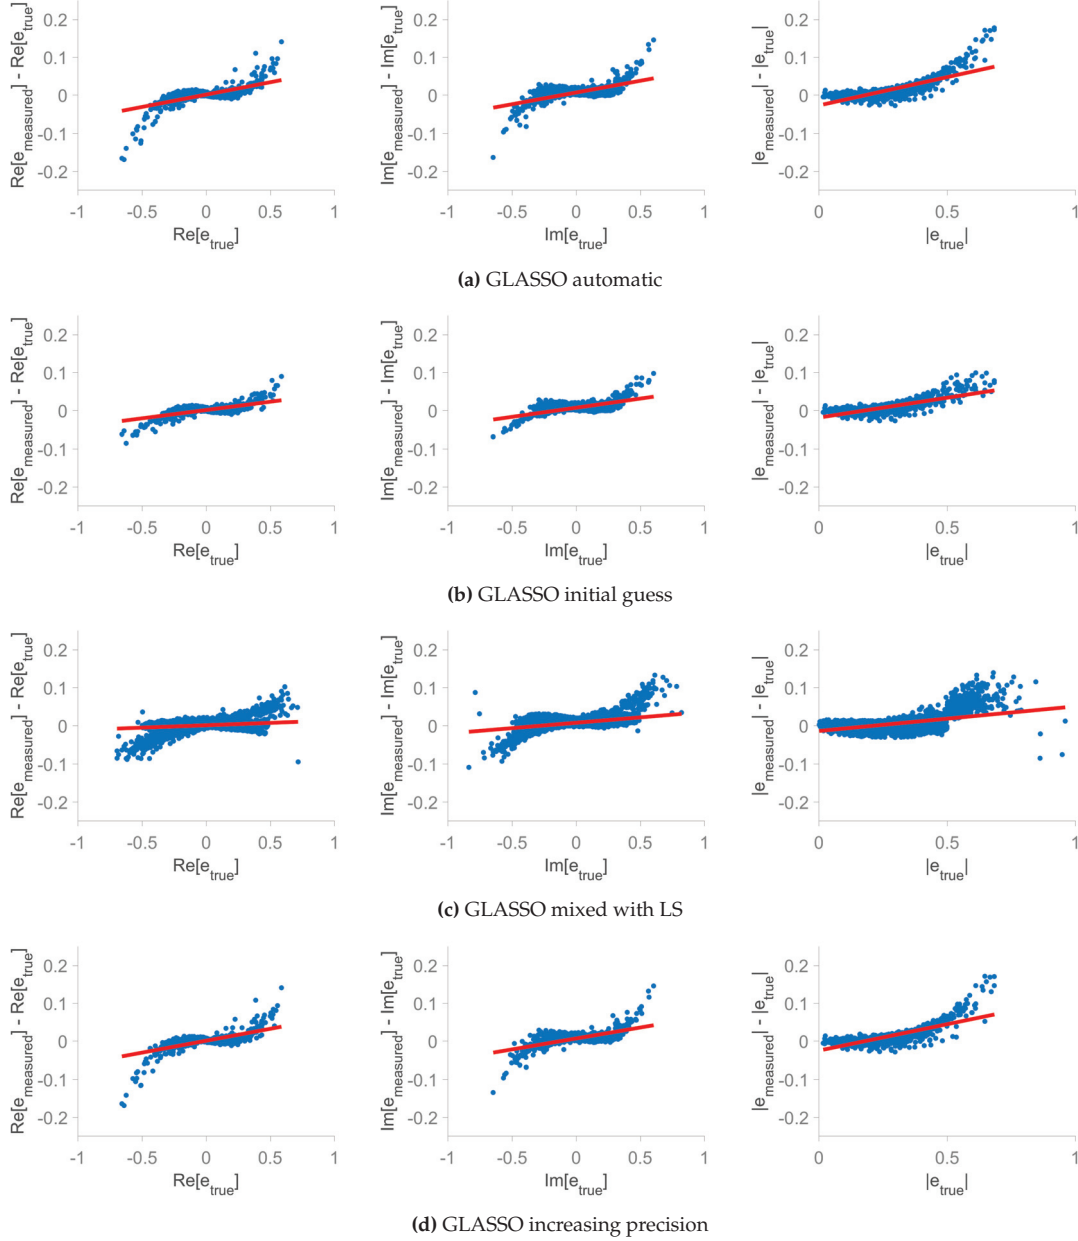 Re[e_measured] - Re[e_true]
0.2
0.1
0
-0.1
-0.2
-1 -0.5 0 0.5 1
Re[e_true]
Im[e_measured] - Im[e_true]
0.2
0.1
0
-0.1
-0.2
-1 -0.5 0 0.5 1
Im[e_true]
|e_measured| - |e_true|
0.2
0.1
0
-0.1
-0.2
0 0.5 1
|e_true|
(a) GLASSO automatic
Re[e_measured] - Re[e_true]
0.2
0.1
0
-0.1
-0.2
-1 -0.5 0 0.5 1
Re[e_true]
Im[e_measured] - Im[e_true]
0.2
0.1
0
-0.1
-0.2
-1 -0.5 0 0.5 1
Im[e_true]
|e_measured| - |e_true|
0.2
0.1
0
-0.1
-0.2
0 0.5 1
|e_true|
(b) GLASSO initial guess
Re[e_measured] - Re[e_true]
0.2
0.1
0
-0.1
-0.2
-1 -0.5 0 0.5 1
Re[e_true]
Im[e_measured] - Im[e_true]
0.2
0.1
0
-0.1
-0.2
-1 -0.5 0 0.5 1
Im[e_true]
|e_measured| - |e_true|
0.2
0.1
0
-0.1
-0.2
0 0.5 1
|e_true|
(c) GLASSO mixed with LS
Re[e_measured] - Re[e_true]
0.2
0.1
0
-0.1
-0.2
-1 -0.5 0 0.5 1
Re[e_true]
Im[e_measured] - Im[e_true]
0.2
0.1
0
-0.1
-0.2
-1 -0.5 0 0.5 1
Im[e_true]
|e_measured| - |e_true|
0.2
0.1
0
-0.1
-0.2
0 0.5 1
|e_true|
(d) GLASSO increasing precision